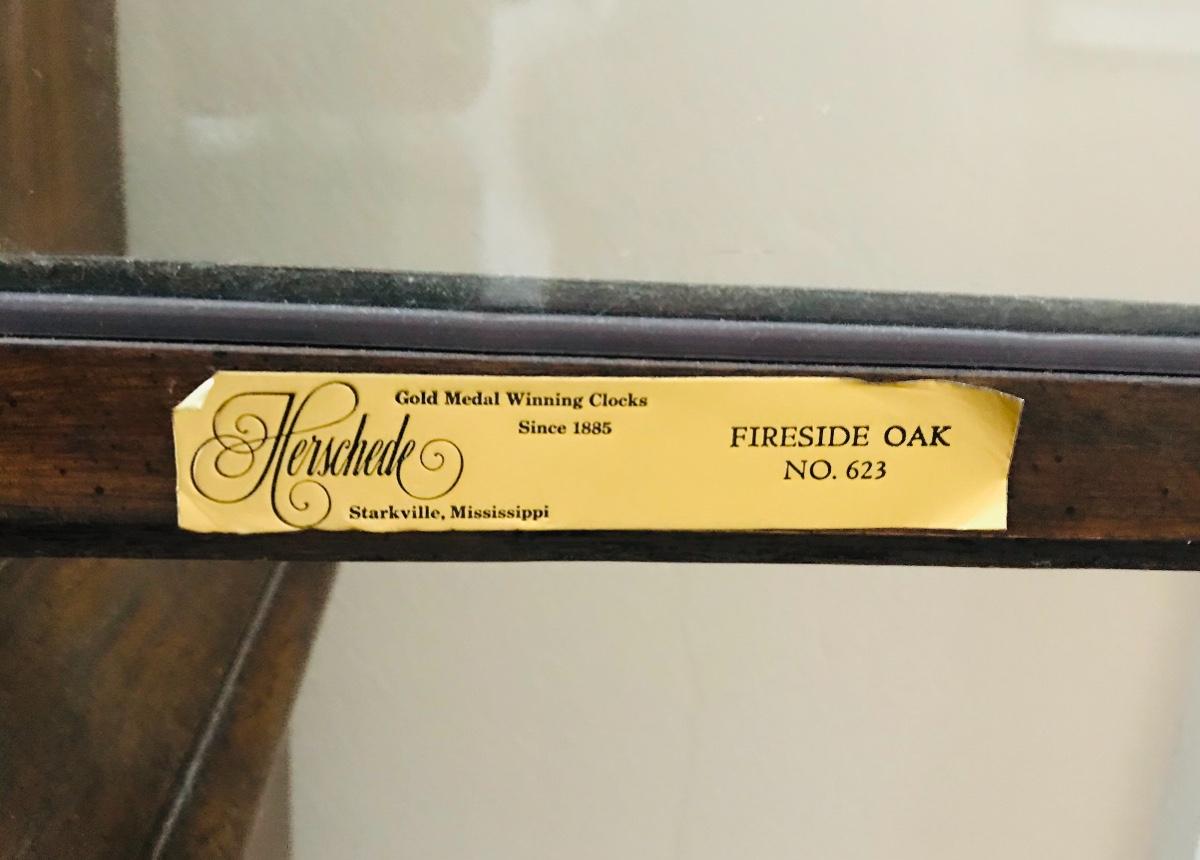 Gold Medal Winning Clocks
Since 1885
Herschede
Starkville, Mississippi
FIRESIDE OAK
NO. 623